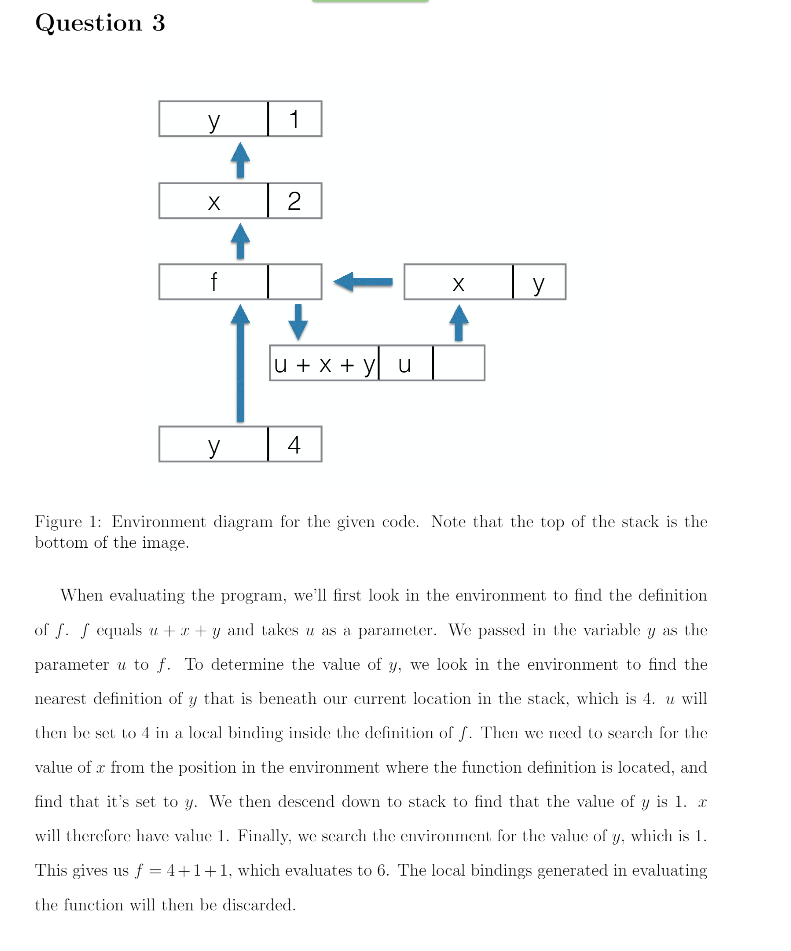 Question 3
y 1
x 2
f x y
u + x + y u
y 4
Figure 1: Environment diagram for the given code. Note that the top of the stack is the
bottom of the image.
When evaluating the program, we'll first look in the environment to find the definition
of f. f equals u + x + y and takes u as a parameter. We passed in the variable y as the
parameter u to f. To determine the value of y, we look in the environment to find the
nearest definition of y that is beneath our current location in the stack, which is 4. u will
then be set to 4 in a local binding inside the definition of f. Then we need to search for the
value of x from the position in the environment where the function definition is located, and
find that it's set to y. We then descend down to stack to find that the value of y is 1. x
will therefore have value 1. Finally, we search the environment for the value of y, which is 1.
This gives us f = 4+1+1, which evaluates to 6. The local bindings generated in evaluating
the function will then be discarded.